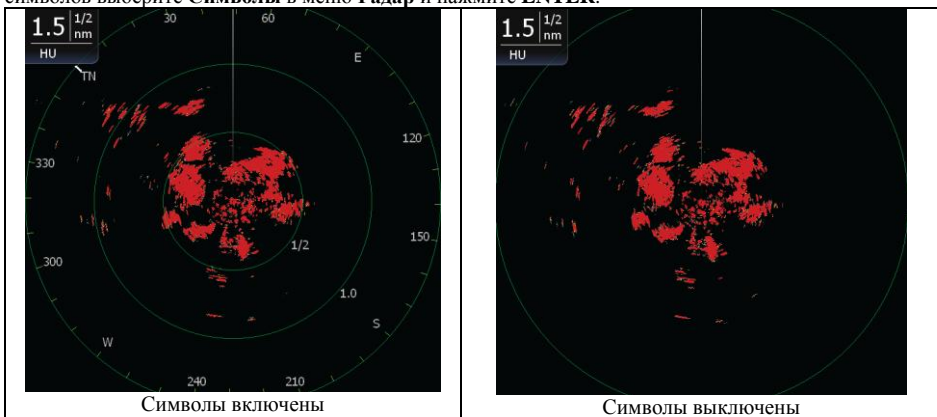 символов выберите Символы в меню Радар и нажмите ENTER.
1.5 1/2 nm
HU
30
60
TN
E
120
330
150
1/2
300
1.0
S
W
240
210
Символы включены
1.5 1/2 nm
HU
Символы выключены